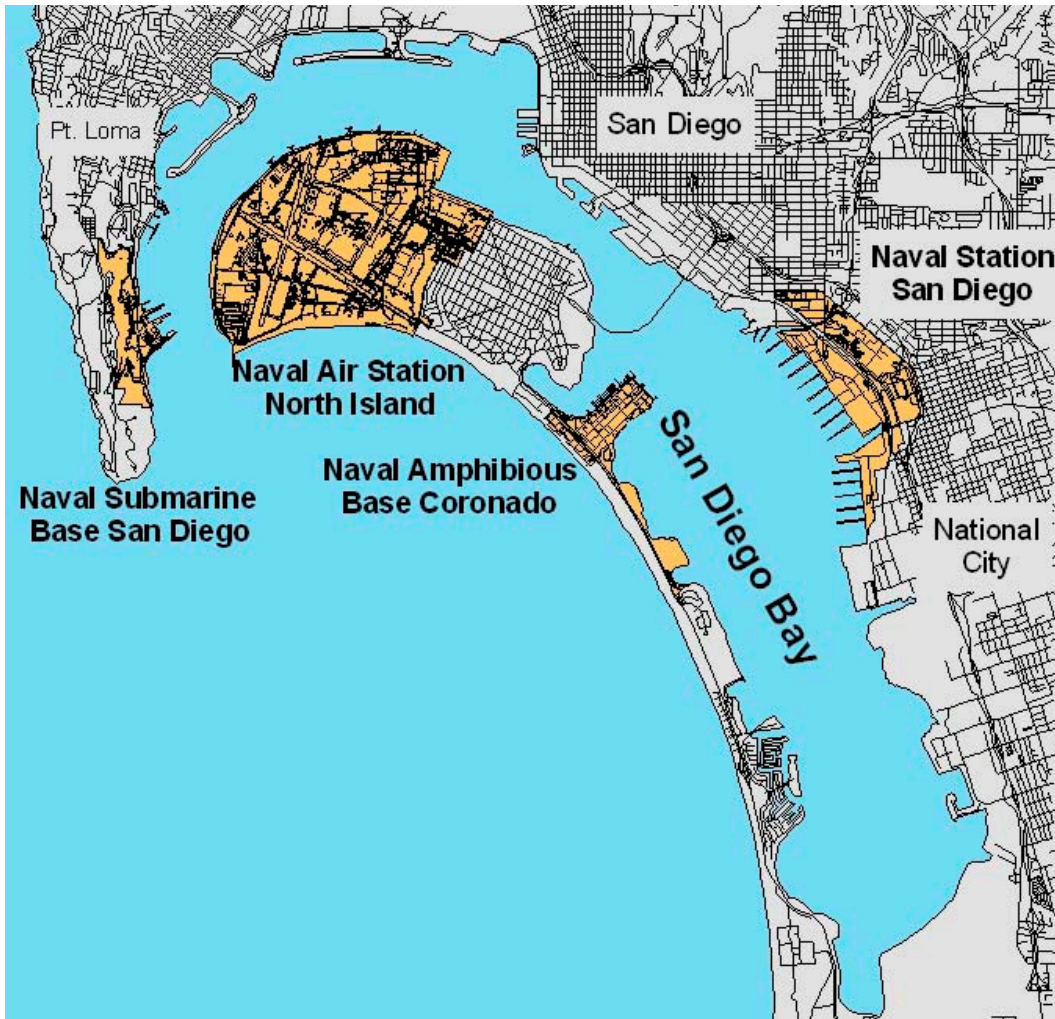 Pt. Loma
San Diego
Naval Station
San Diego
Naval Air Station
North Island
Naval Amphibious
Base Coronado
Naval Submarine
Base San Diego
San Diego Bay
National
City